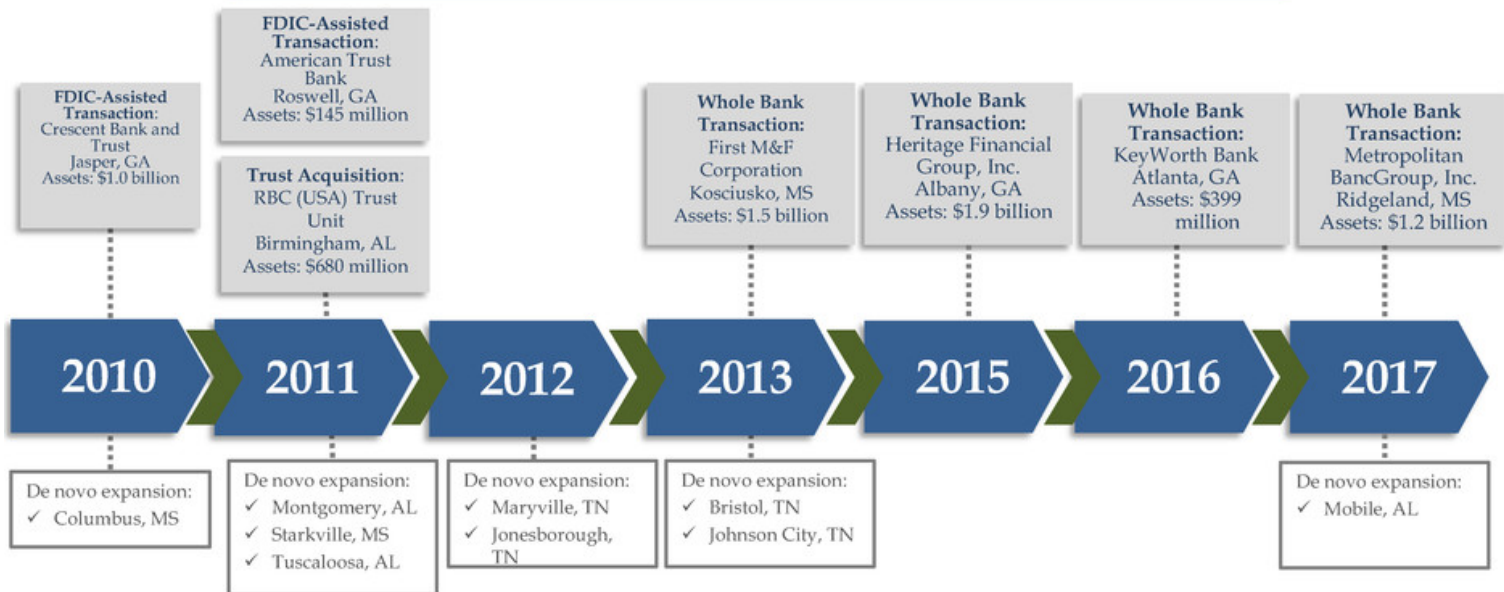 FDIC-Assisted
Transaction:
Crescent Bank and
Trust
Jasper, GA
Assets: $1.0 billion
FDIC-Assisted
Transaction:
American Trust
Bank
Roswell, GA
Assets: $145 million
Trust Acquisition:
RBC (USA) Trust
Unit
Birmingham, AL
Assets: $680 million
Whole Bank
Transaction:
First M&F
Corporation
Kosciusko, MS
Assets: $1.5 billion
Whole Bank
Transaction:
Heritage Financial
Group, Inc.
Albany, GA
Assets: $1.9 billion
Whole Bank
Transaction:
KeyWorth Bank
Atlanta, GA
Assets: $399
million
Whole Bank
Transaction:
Metropolitan
BancGroup, Inc.
Ridgeland, MS
Assets: $1.2 billion
2010
2011
2012
2013
2015
2016
2017
De novo expansion:
✓ Columbus, MS
De novo expansion:
✓ Montgomery, AL
✓ Starkville, MS
✓ Tuscaloosa, AL
De novo expansion:
✓ Maryville, TN
✓ Jonesborough,
TN
De novo expansion:
✓ Bristol, TN
✓ Johnson City, TN
De novo expansion:
✓ Mobile, AL